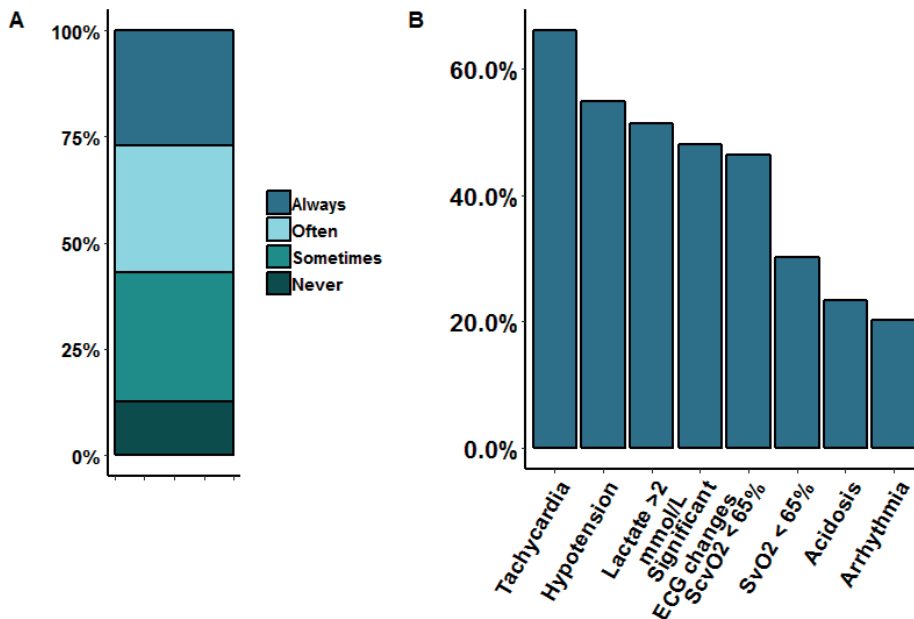 A
100%
75%
50%
25%
0%
Always
Often
Sometimes
Never
B
60.0%
40.0%
20.0%
0.0%
Tachycardia
Hypotension
Lactate >2
mmol/L
Significant
ECG changes
ScvO2 < 65%
SvO2 < 65%
Acidosis
Arrhythmia